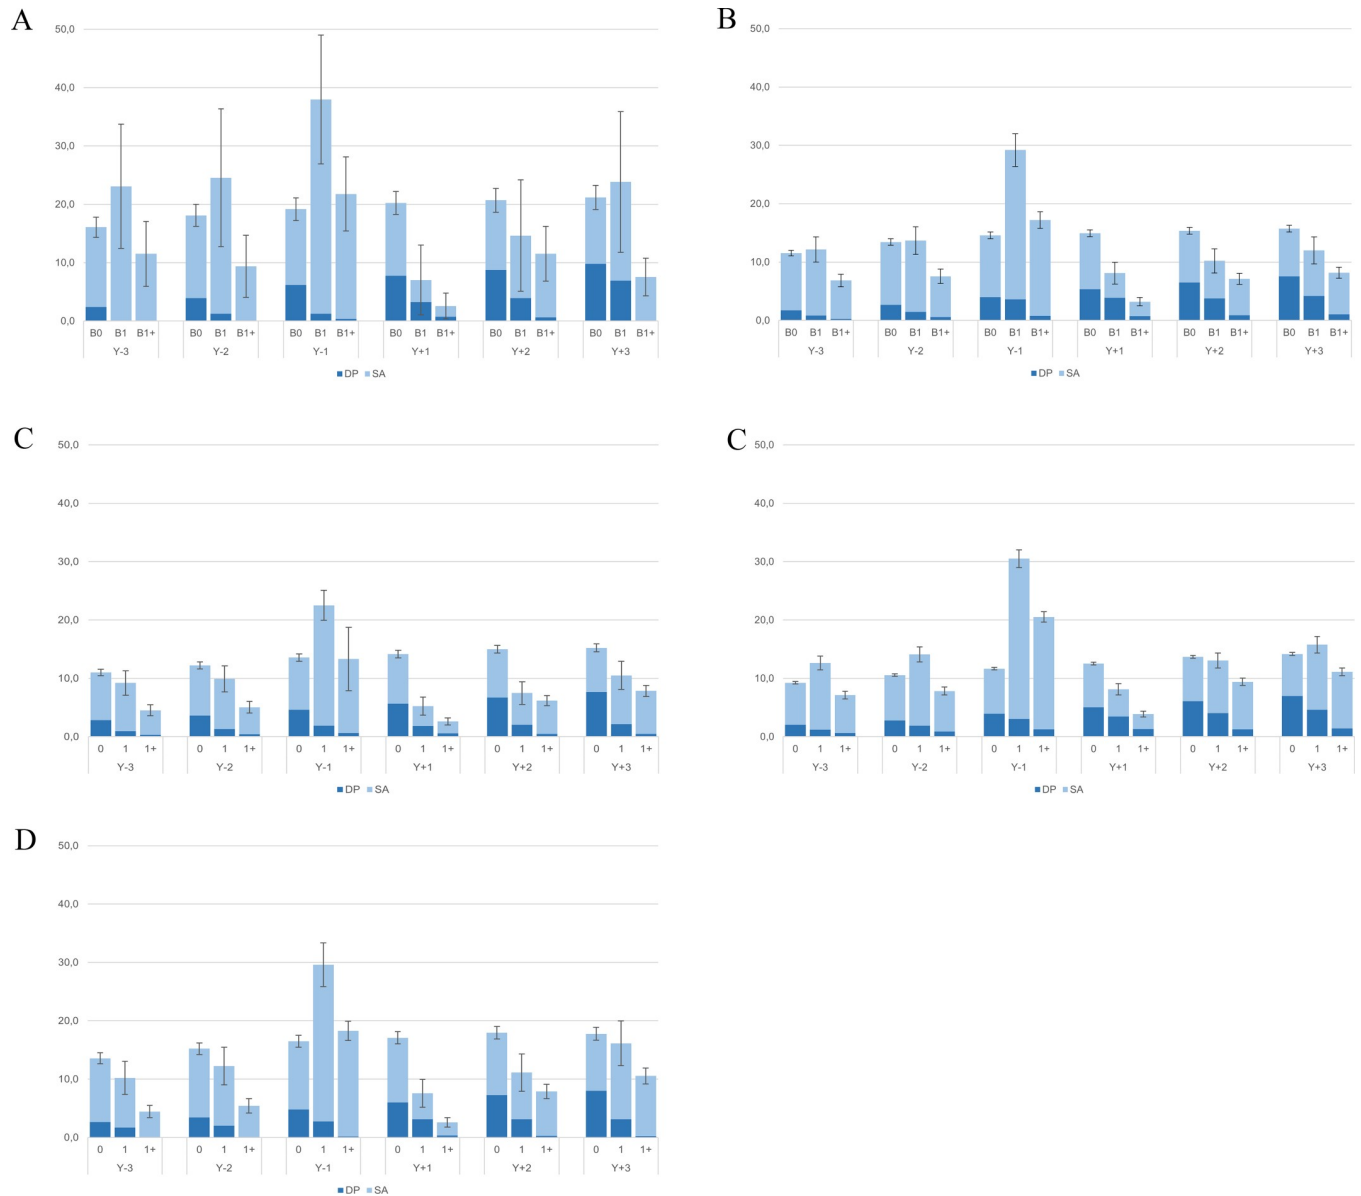 A
50,0
40,0
30,0
20,0
10,0
0,0
B0 B1 B1+ B0 B1 B1+ B0 B1 B1+ B0 B1 B1+ B0 B1 B1+ B0 B1 B1+
Y-3 Y-2 Y-1 Y+1 Y+2 Y+3
DP SA
B
50,0
40,0
30,0
20,0
10,0
0,0
B0 B1 B1+ B0 B1 B1+ B0 B1 B1+ B0 B1 B1+ B0 B1 B1+ B0 B1 B1+
Y-3 Y-2 Y-1 Y+1 Y+2 Y+3
DP SA
C
50,0
40,0
30,0
20,0
10,0
0,0
0 1 1+ 0 1 1+ 0 1 1+ 0 1 1+ 0 1 1+ 0 1 1+
Y-3 Y-2 Y-1 Y+1 Y+2 Y+3
DP SA
C
50,0
40,0
30,0
20,0
10,0
0,0
0 1 1+ 0 1 1+ 0 1 1+ 0 1 1+ 0 1 1+ 0 1 1+
Y-3 Y-2 Y-1 Y+1 Y+2 Y+3
DP SA
D
50,0
40,0
30,0
20,0
10,0
0,0
0 1 1+ 0 1 1+ 0 1 1+ 0 1 1+ 0 1 1+ 0 1 1+
Y-3 Y-2 Y-1 Y+1 Y+2 Y+3
DP SA